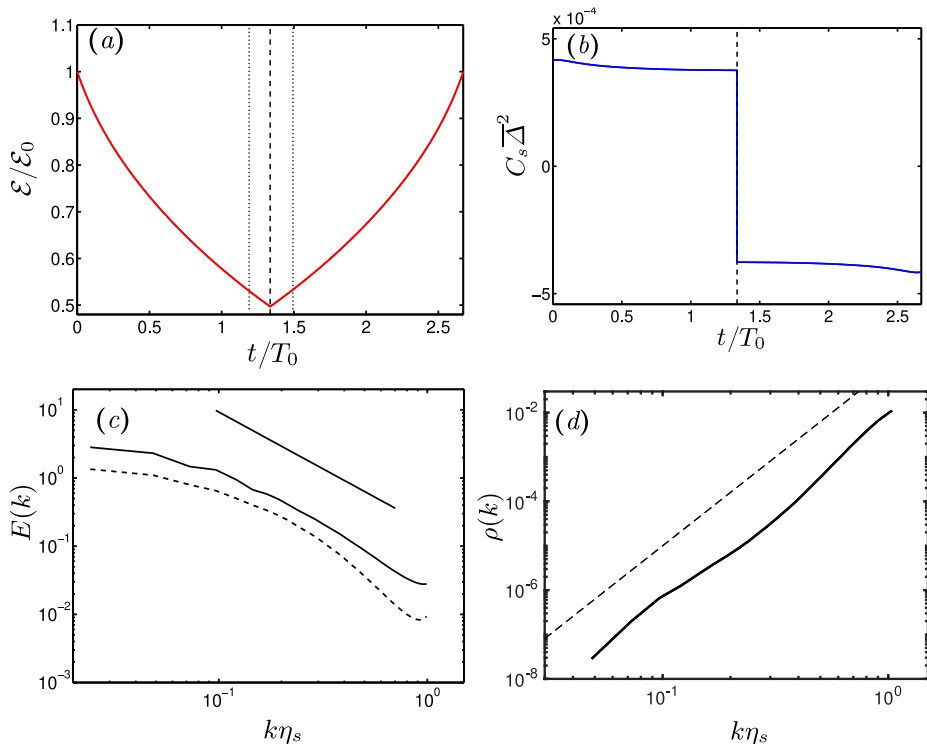 (a)
1.1
1
0.9
0.8
0.7
0.6
0.5
ℰ/ℰ₀
0 0.5 1 1.5 2 2.5
t/T₀
x 10⁻⁴
(b)
5
0
−5
C_s Δ̅²
0 0.5 1 1.5 2 2.5
t/T₀
(c)
10¹
10⁰
10⁻¹
10⁻²
10⁻³
E(k)
10⁻¹ 10⁰
kη_s
(d)
10⁻²
10⁻⁴
10⁻⁶
10⁻⁸
ρ(k)
10⁻¹ 10⁰
kη_s